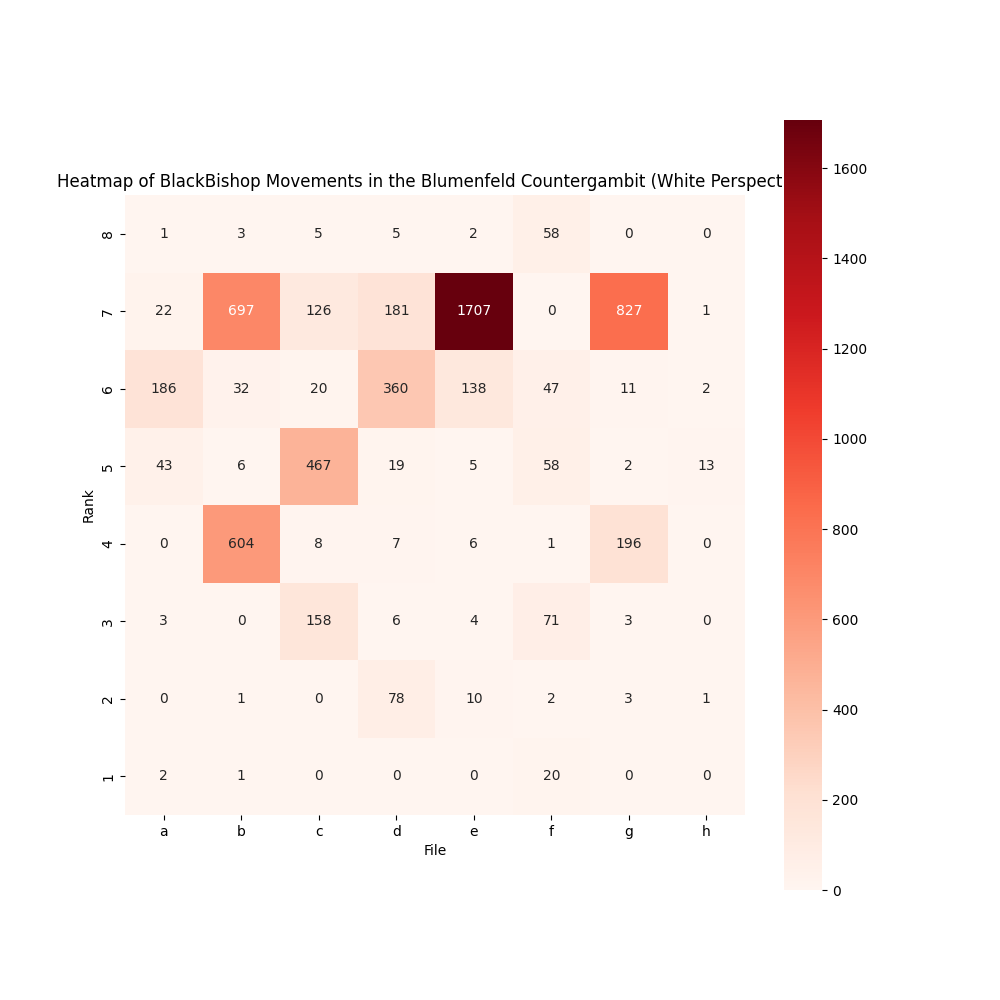 Heatmap of BlackBishop Movements in the Blumenfeld Countergambit (White Perspect
8 1 3 5 5 2 58 0 0
7 22 697 126 181 1707 0 827 1
6 186 32 20 360 138 47 11 2
5 43 6 467 19 5 58 2 13
Rank
4 0 604 8 7 6 1 196 0
3 3 0 158 6 4 71 3 0
2 0 1 0 78 10 2 3 1
1 2 1 0 0 0 20 0 0
a b c d e f g h
File
1600
1400
1200
1000
800
600
400
200
0